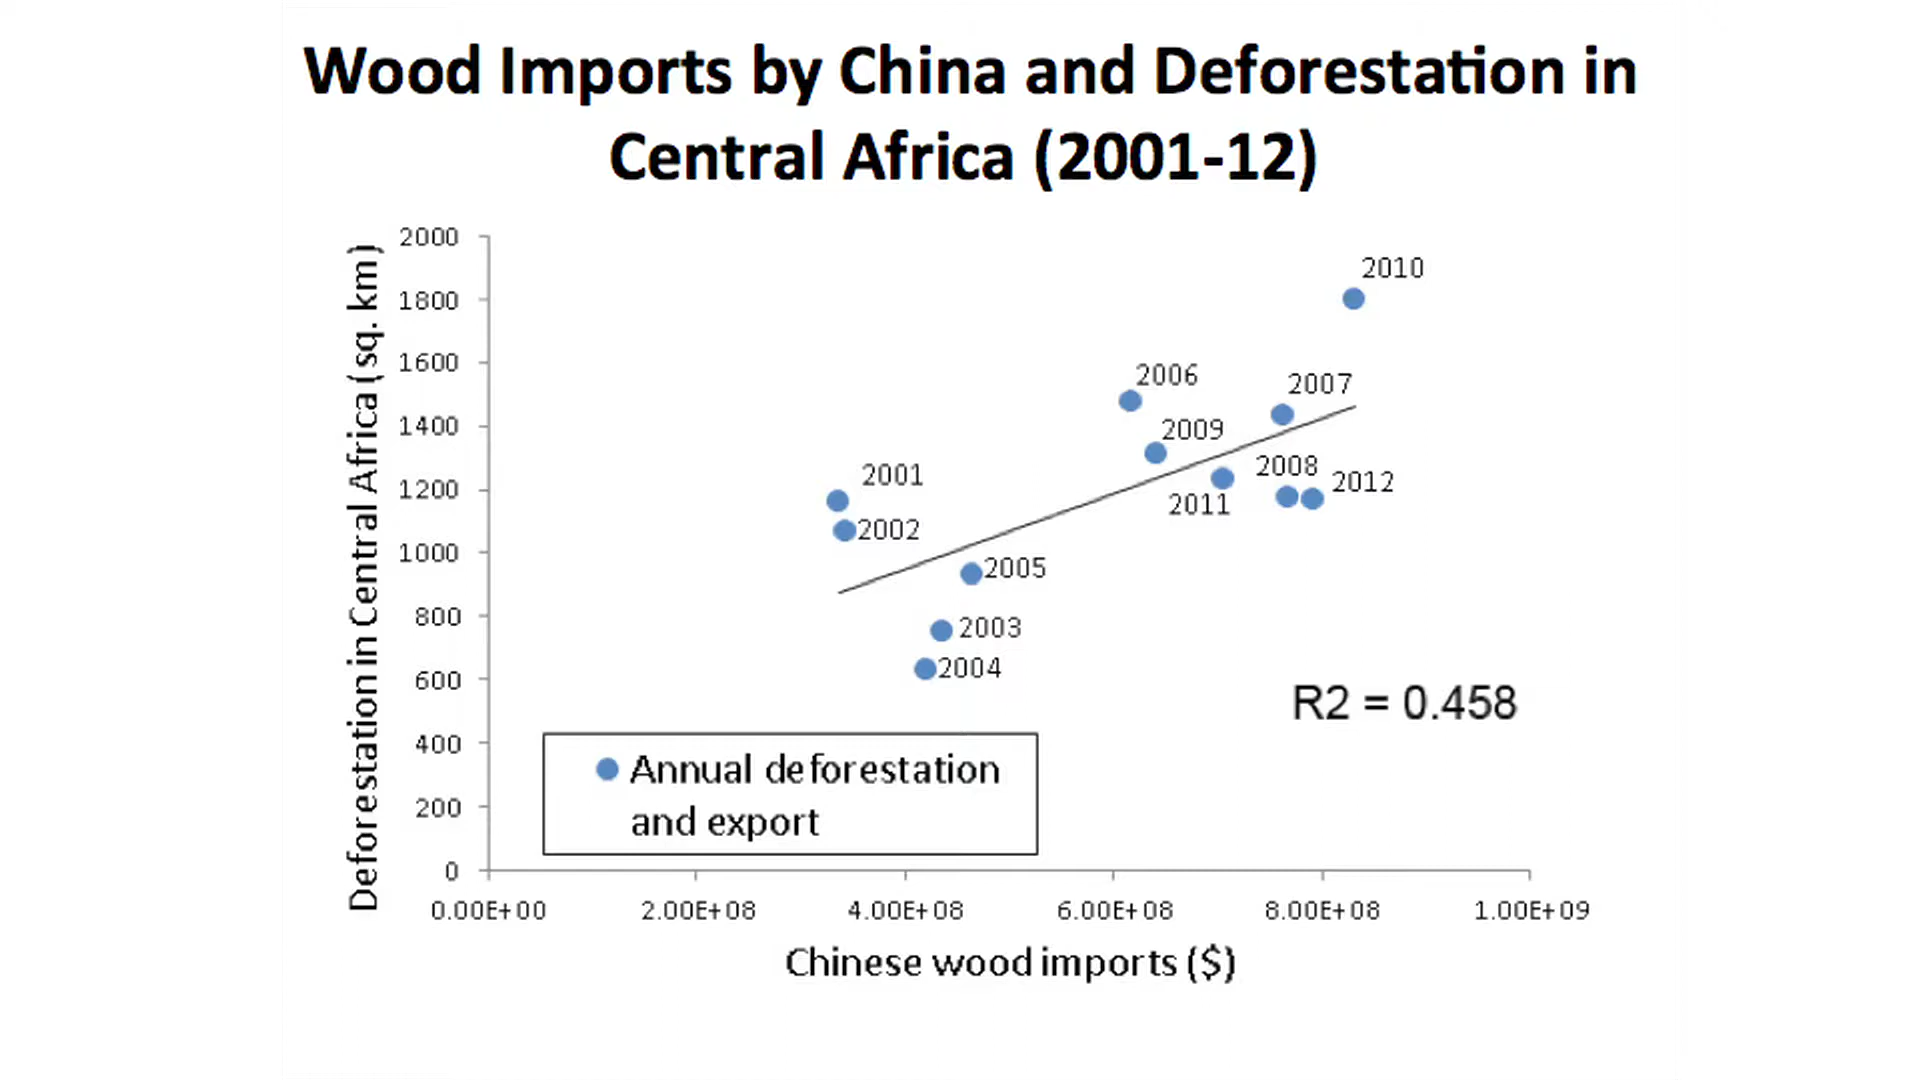 Wood Imports by China and Deforestation in
Central Africa (2001-12)
Deforestation in Central Africa (sq. km)
2000
1800
1600
1400
1200
1000
800
600
400
200
0
2010
2006
2007
2009
2001
2008
2012
2011
2002
2005
2003
2004
R2 = 0.458
Annual deforestation
and export
0.00E+00
2.00E+08
4.00E+08
6.00E+08
8.00E+08
1.00E+09
Chinese wood imports ($)